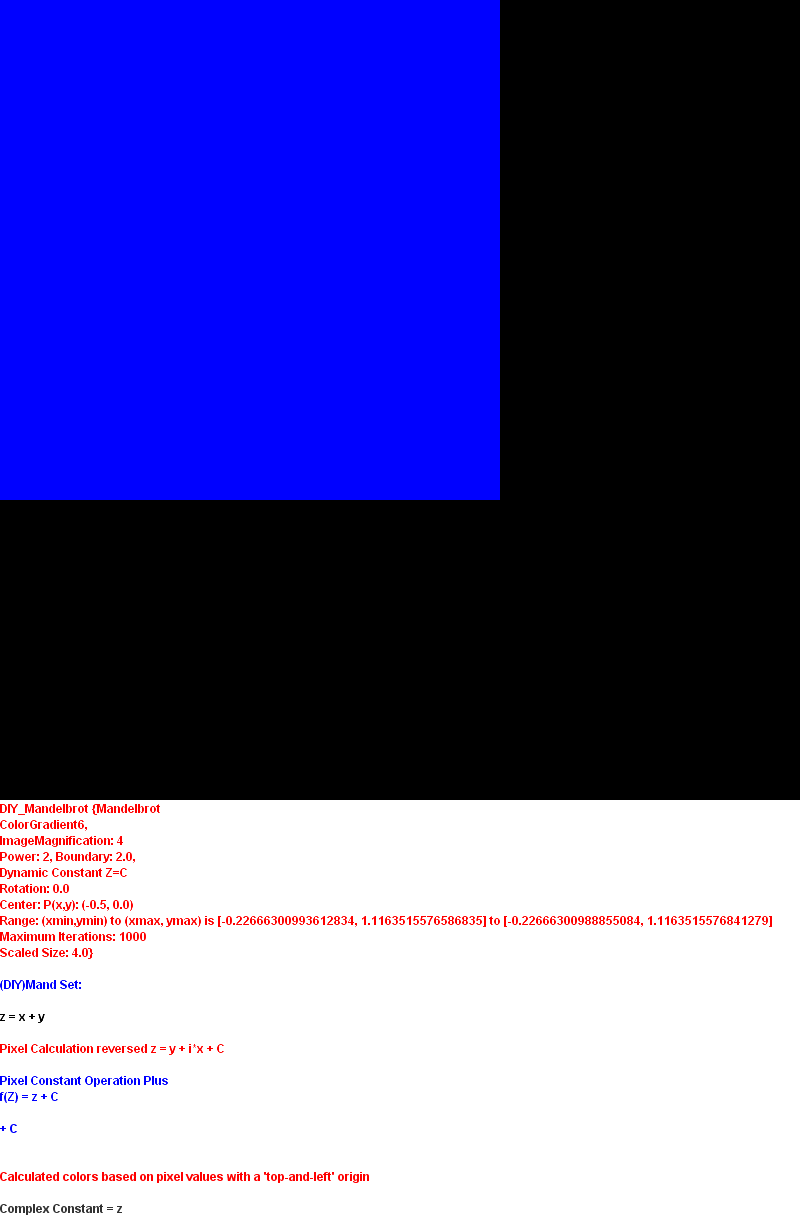 DIY_Mandelbrot {Mandelbrot
ColorGradient6,
ImageMagnification: 4
Power: 2, Boundary: 2.0,
Dynamic Constant Z=C
Rotation: 0.0
Center: P(x,y): (-0.5, 0.0)
Range: (xmin,ymin) to (xmax, ymax) is [-0.22666300993612834, 1.1163515576586835] to [-0.22666300988855084, 1.1163515576841279]
Maximum Iterations: 1000
Scaled Size: 4.0}
(DIY)Mand Set:
z = x + y
Pixel Calculation reversed z = y + i*x + C
Pixel Constant Operation Plus
f(Z) = z + C
+ C
Calculated colors based on pixel values with a 'top-and-left' origin
Complex Constant = z